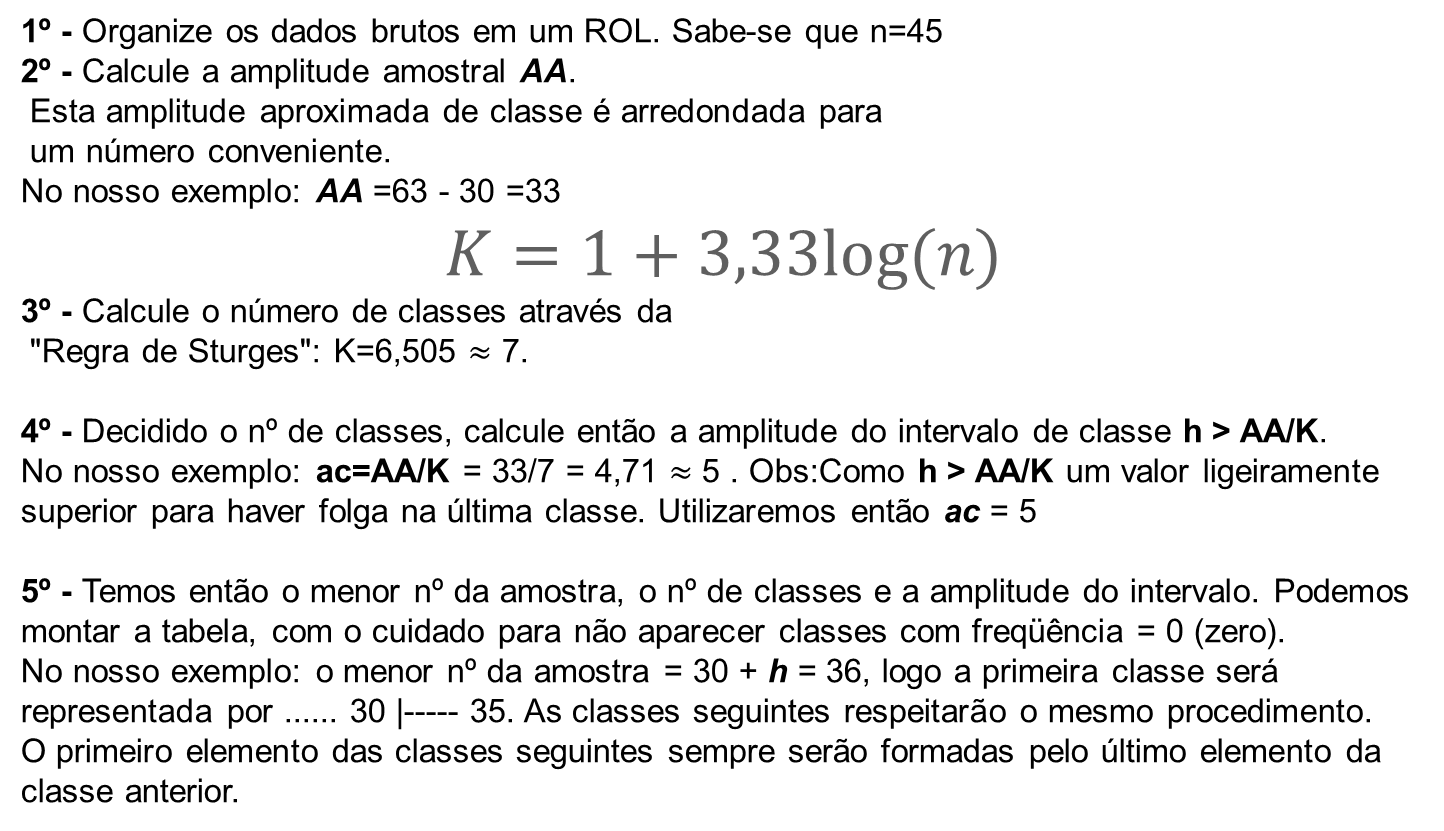 1º - Organize os dados brutos em um ROL. Sabe-se que n=45
2º - Calcule a amplitude amostral AA.
Esta amplitude aproximada de classe é arredondada para
um número conveniente.
No nosso exemplo: AA =63 - 30 =33
K = 1 + 3,33log(n)
3º - Calcule o número de classes através da
"Regra de Sturges": K=6,505 ≈ 7.
4º - Decidido o nº de classes, calcule então a amplitude do intervalo de classe h > AA/K.
No nosso exemplo: ac=AA/K = 33/7 = 4,71 ≈ 5 . Obs:Como h > AA/K um valor ligeiramente
superior para haver folga na última classe. Utilizaremos então ac = 5
5º - Temos então o menor nº da amostra, o nº de classes e a amplitude do intervalo. Podemos
montar a tabela, com o cuidado para não aparecer classes com freqüência = 0 (zero).
No nosso exemplo: o menor nº da amostra = 30 + h = 36, logo a primeira classe será
representada por ...... 30 |----- 35. As classes seguintes respeitarão o mesmo procedimento.
O primeiro elemento das classes seguintes sempre serão formadas pelo último elemento da
classe anterior.